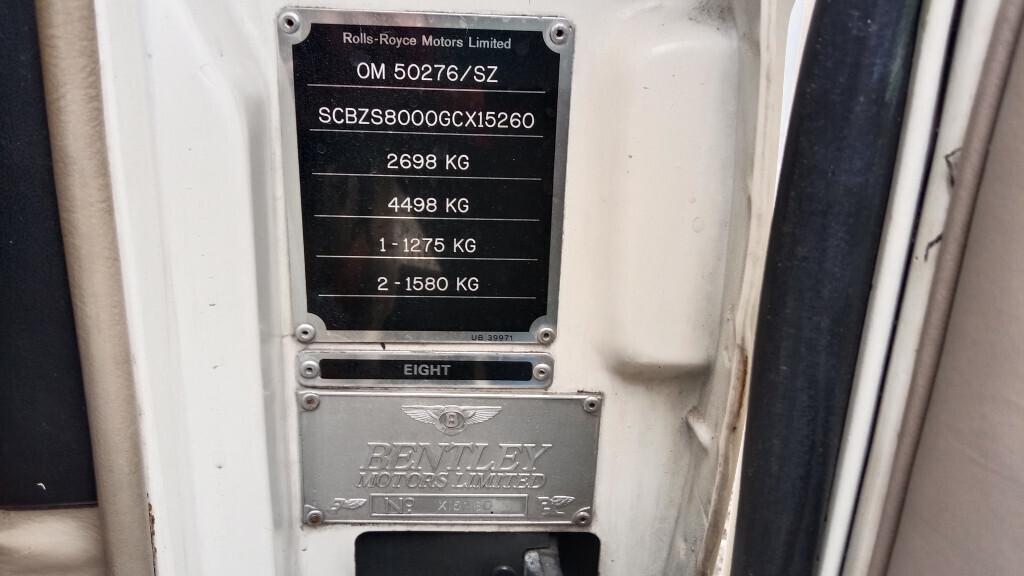 Rolls-Royce Motors Limited
OM 50276/SZ
SCBZS8000GCX15260
2698 KG
4498 KG
1 - 1275 KG
2 - 1580 KG
UB 39971
EIGHT
B
BENTLEY
MOTORS LIMITED
No